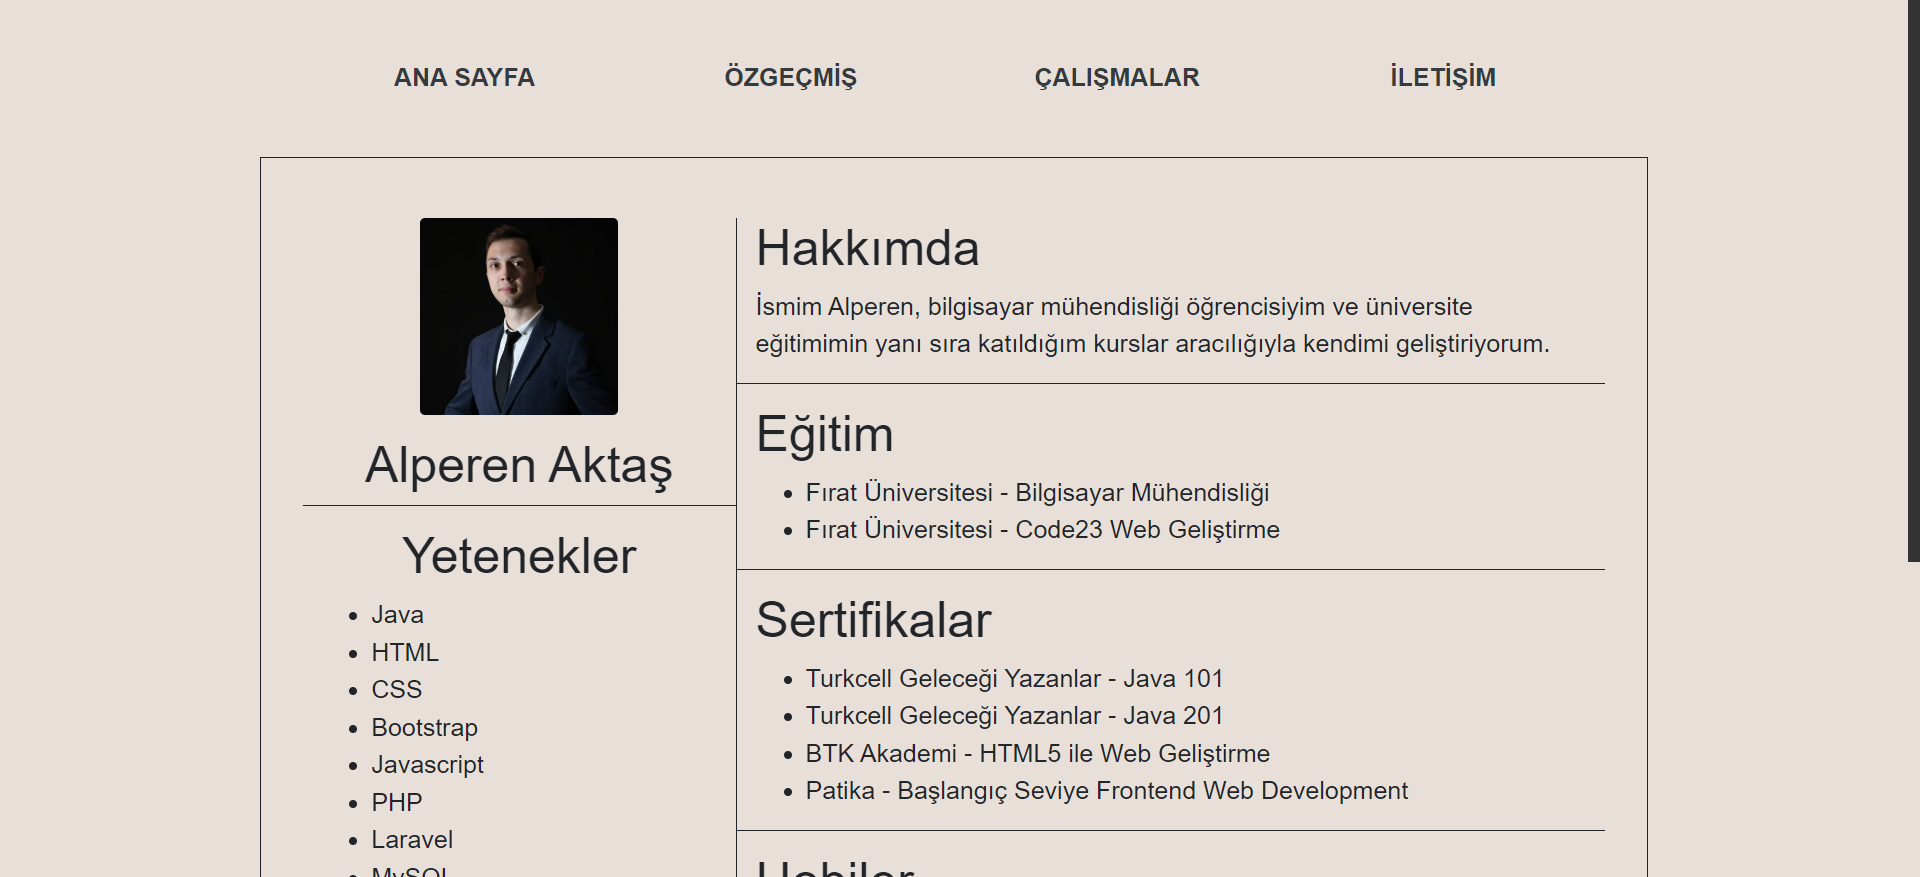 ANA SAYFA ÖZGEÇMİŞ ÇALIŞMALAR İLETİŞİM
Alperen Aktaş
Yetenekler
Java
HTML
CSS
Bootstrap
Javascript
PHP
Laravel
MySQL
Hakkımda
İsmim Alperen, bilgisayar mühendisliği öğrencisiyim ve üniversite
eğitimimin yanı sıra katıldığım kurslar aracılığıyla kendimi geliştiriyorum.
Eğitim
Fırat Üniversitesi - Bilgisayar Mühendisliği
Fırat Üniversitesi - Code23 Web Geliştirme
Sertifikalar
Turkcell Geleceği Yazanlar - Java 101
Turkcell Geleceği Yazanlar - Java 201
BTK Akademi - HTML5 ile Web Geliştirme
Patika - Başlangıç Seviye Frontend Web Development
Hobiler